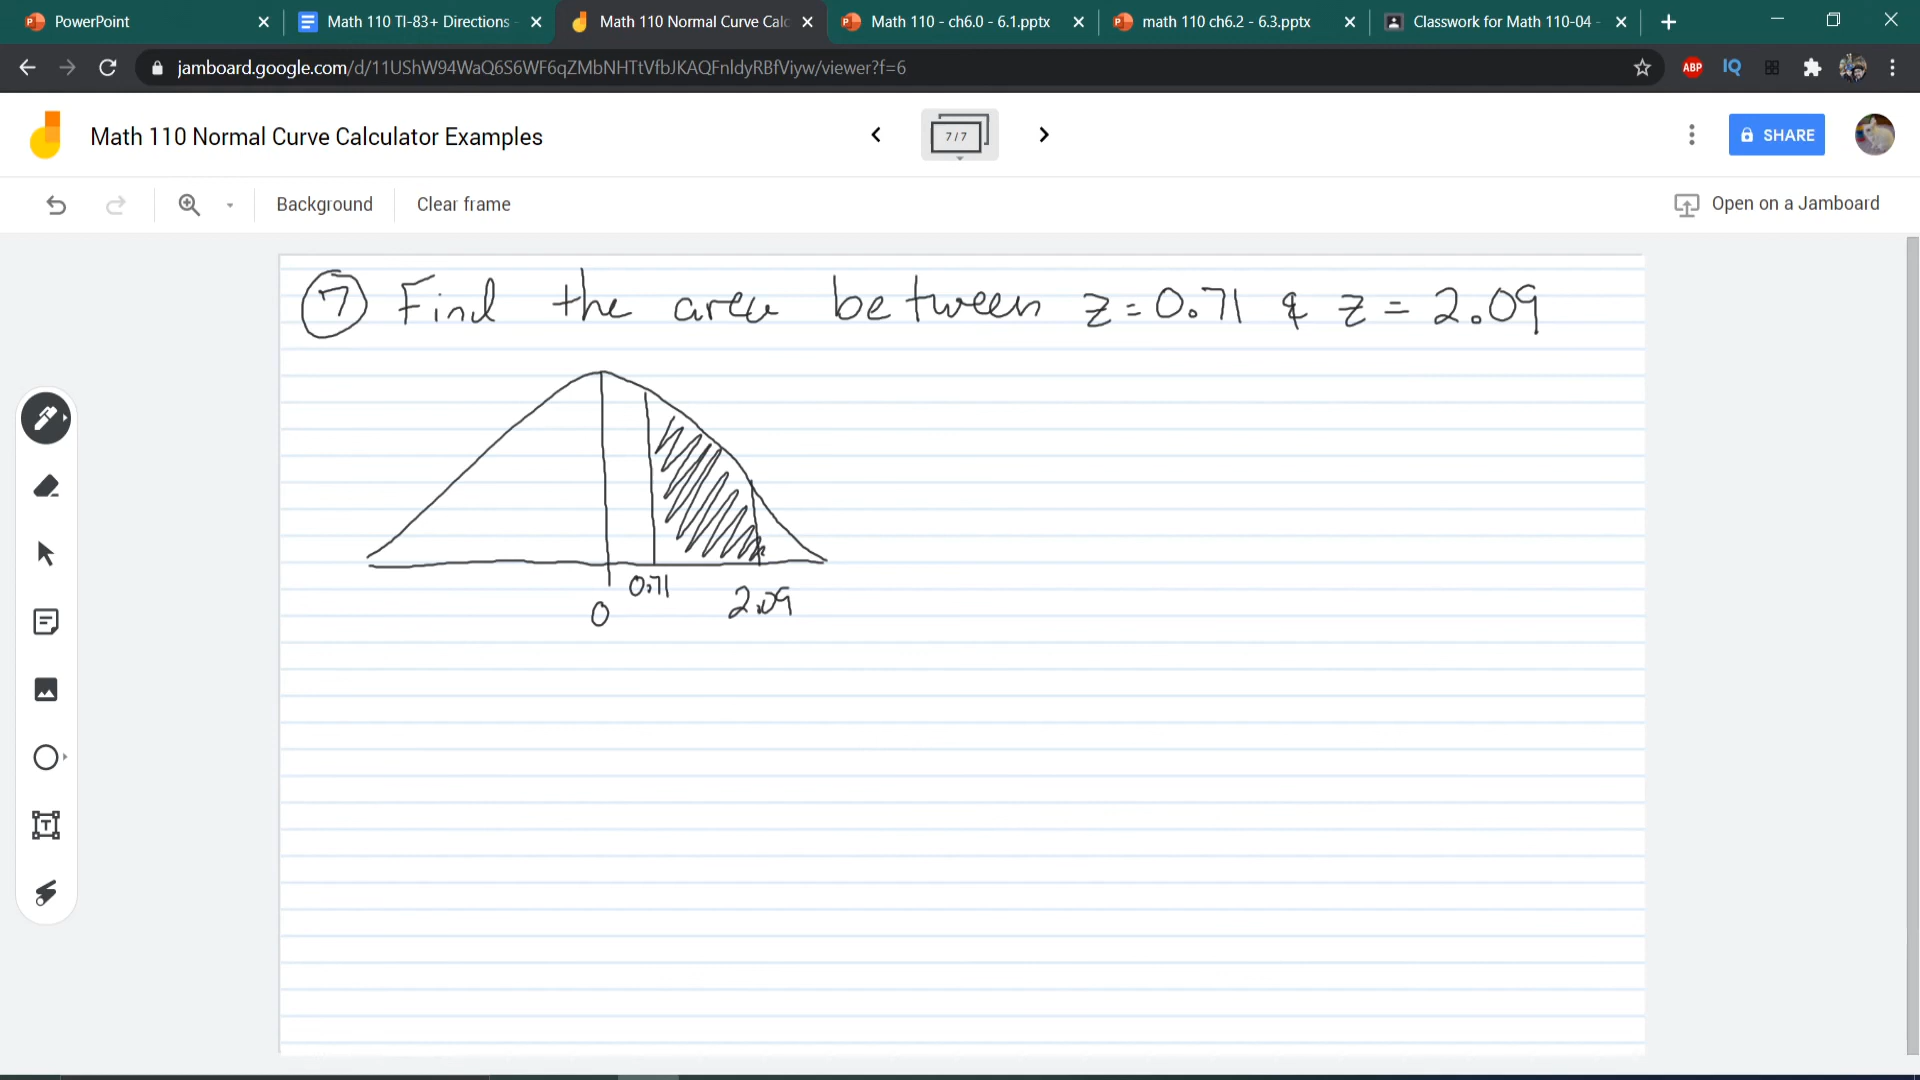 PowerPoint
Math 110 TI-83+ Directions
Math 110 Normal Curve Calc
Math 110 - ch6.0 - 6.1.pptx
math 110 ch6.2 - 6.3.pptx
Classwork for Math 110-04 -
jamboard.google.com/d/11UShW94WaQ6S6WF6qZMbNHTtVfbJKAQFnldyRBfViyw/viewer?f=6
ABP
IQ
Math 110 Normal Curve Calculator Examples
7 / 7
SHARE
Background
Clear frame
Open on a Jamboard
7 Find the area between z=0.71 & z = 2.09
0
0.71
2.09